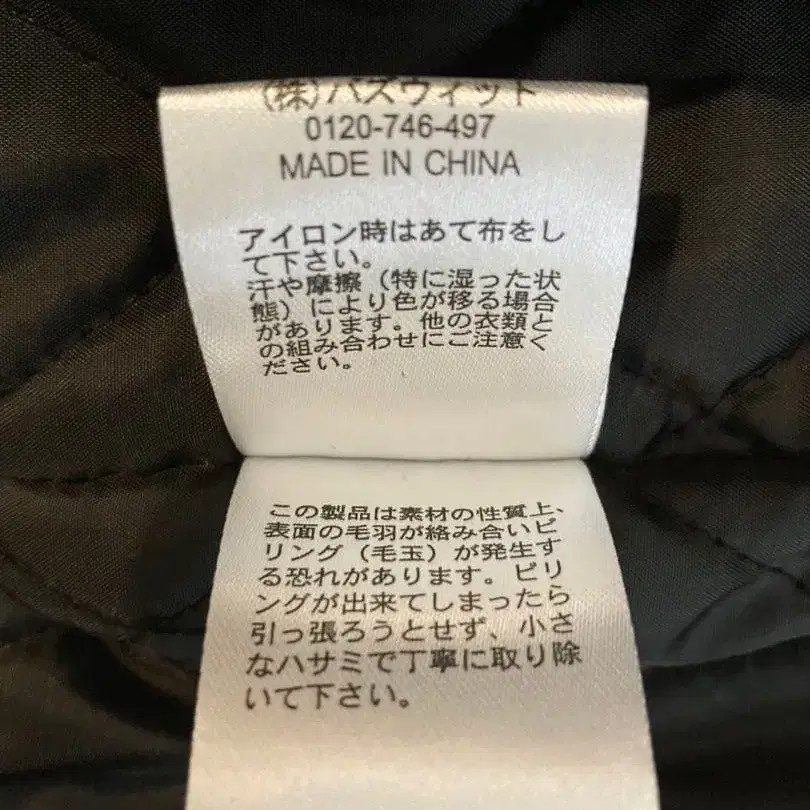 (株)バズウィット
0120-746-497
MADE IN CHINA
アイロン時はあて布をし
て下さい。
汗や摩擦（特に湿った状
態）により色が移る場合
があります。他の衣類と
の組み合わせにご注意く
ださい。
この製品は素材の性質上、
表面の毛羽が絡み合いピ
リング（毛玉）が発生す
る恐れがあります。ピリ
ングが出来てしまったら
引っ張ろうとせず、小さ
なハサミで丁寧に取り除
いて下さい。